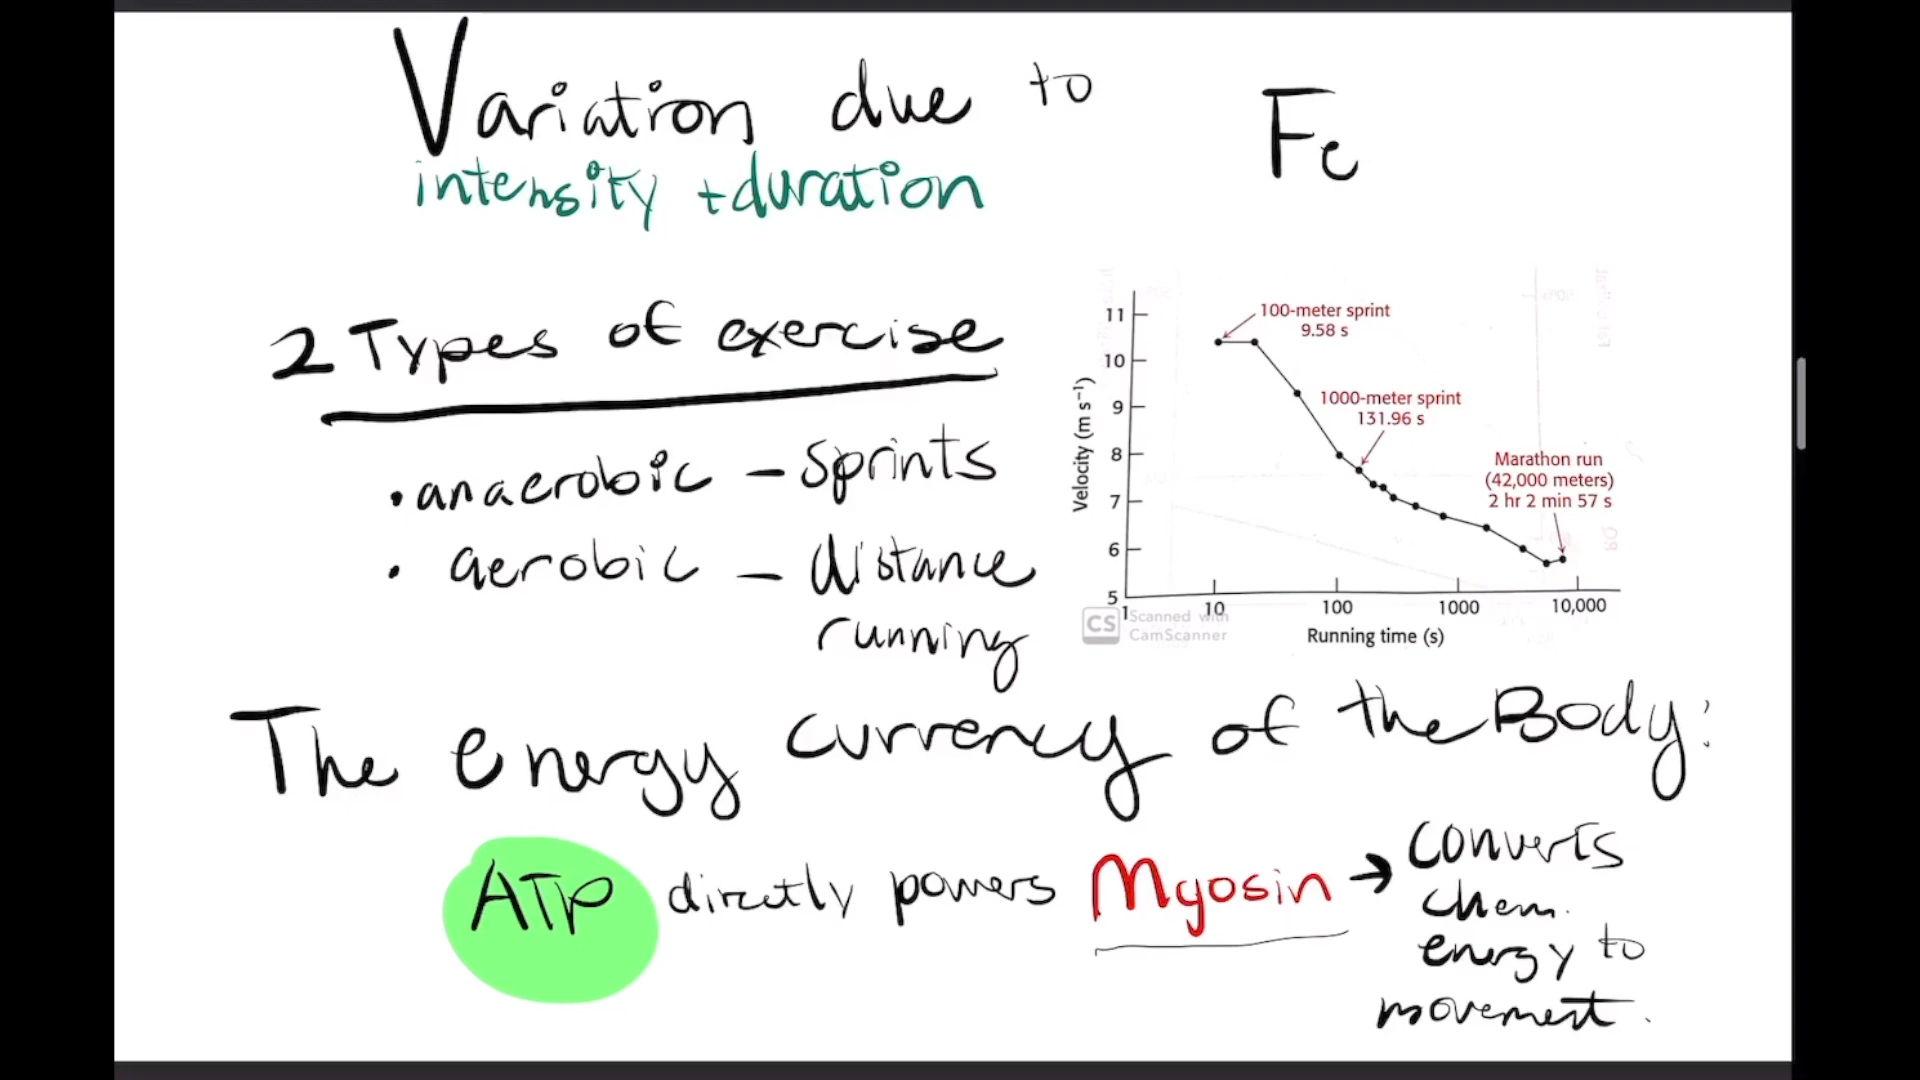 Variation due to
intensity + duration
Fc
2 Types of exercise
• anaerobic – sprints
• aerobic – distance
running
11
10
9
8
7
6
5
Velocity (m s⁻¹)
100-meter sprint
9.58 s
1000-meter sprint
131.96 s
Marathon run
(42,000 meters)
2 hr 2 min 57 s
1 10 100 1000 10,000
Running time (s)
CS Scanned with
CamScanner
The energy currency of the Body:
ATP directly powers Myosin → converts
chem.
energy to
movement.